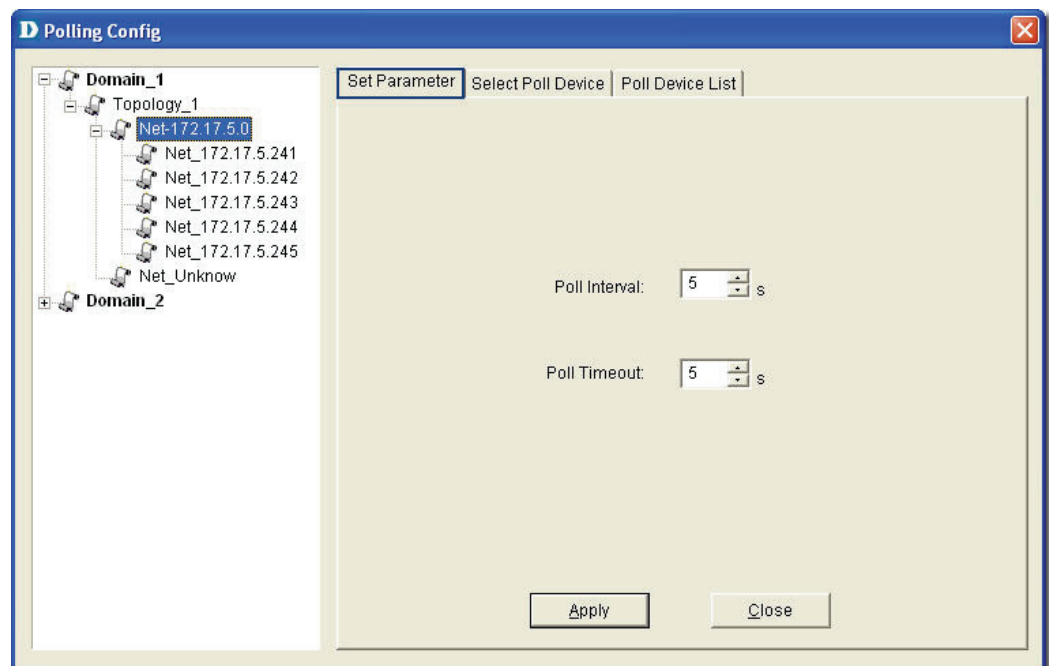 D Polling Config
Domain_1
Topology_1
Net-172.17.5.0
Net_172.17.5.241
Net_172.17.5.242
Net_172.17.5.243
Net_172.17.5.244
Net_172.17.5.245
Net_Unknow
Domain_2
Set Parameter
Select Poll Device
Poll Device List
Poll Interval: 5 s
Poll Timeout: 5 s
Apply
Close